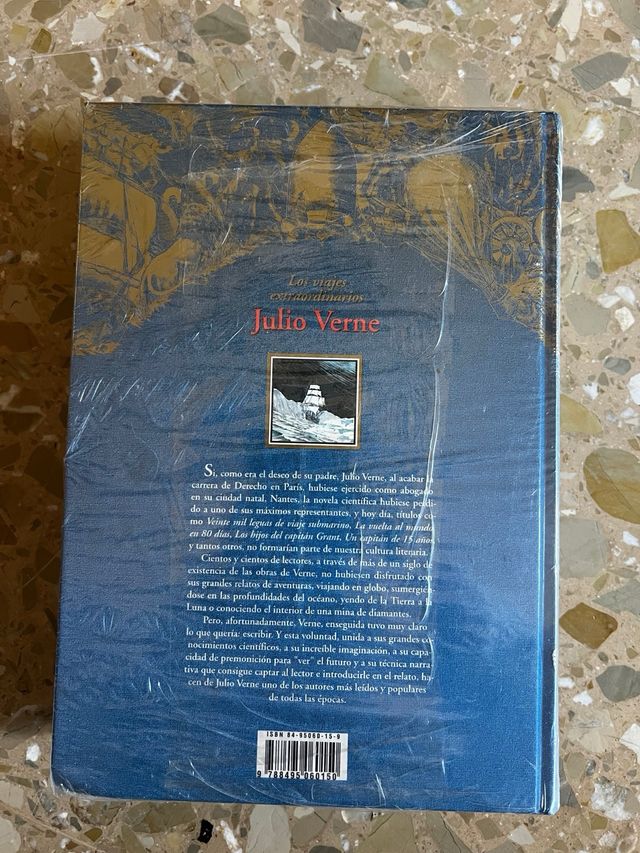 Los viajes
extraordinarios
Julio Verne
Si, como era el deseo de su padre, Julio Verne, al acabar la
carrera de Derecho en París, hubiese ejercido como abogado
en su ciudad natal, Nantes, la novela científica hubiese perdi-
do a uno de sus máximos representantes, y hoy día, títulos co-
mo Veinte mil leguas de viaje submarino, La vuelta al mundo
en 80 días, Los hijos del capitán Grant, Un capitán de 15 años
y tantos otros, no formarían parte de nuestra cultura literaria.
Cientos y cientos de lectores, a través de más de un siglo de
existencia de las obras de Verne, no hubiesen disfrutado con
sus grandes relatos de aventuras, viajando en globo, sumergién-
dose en las profundidades del océano, yendo de la Tierra a la
Luna o conociendo el interior de una mina de diamantes.
Pero, afortunadamente, Verne, enseguida tuvo muy claro
lo que quería: escribir. Y esta voluntad, unida a sus grandes co-
nocimientos científicos, a su increíble imaginación, a su capa-
cidad de premonición para "ver" el futuro y a su técnica narra-
tiva que consigue captar al lector e introducirle en el relato, ha-
cen de Julio Verne uno de los autores más leídos y populares
de todas las épocas.
ISBN 84-95060-15-9
9 788495 060150